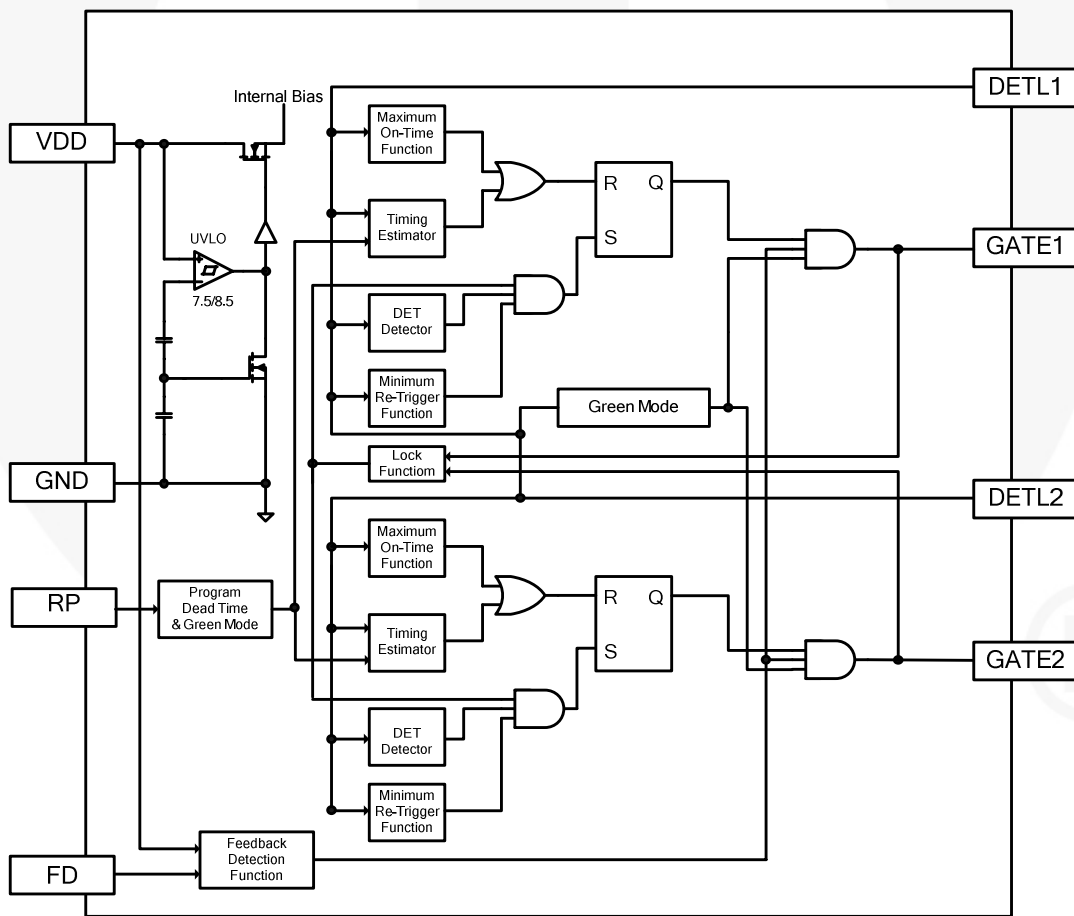 DETL1
Internal Bias
Maximum
On-Time
Function
VDD
R Q
Timing
Estimator
S
UVLO
GATE1
7.5/8.5
DET
Detector
Minimum
Re-Trigger
Function
Green Mode
Lock
Functiom
GND
DETL2
Maximum
On-Time
Function
RP
Program
Dead Time
& Green Mode
R Q
Timing
Estimator
S
GATE2
DET
Detector
Minimum
Re-Trigger
Function
FD
Feedback
Detection
Function